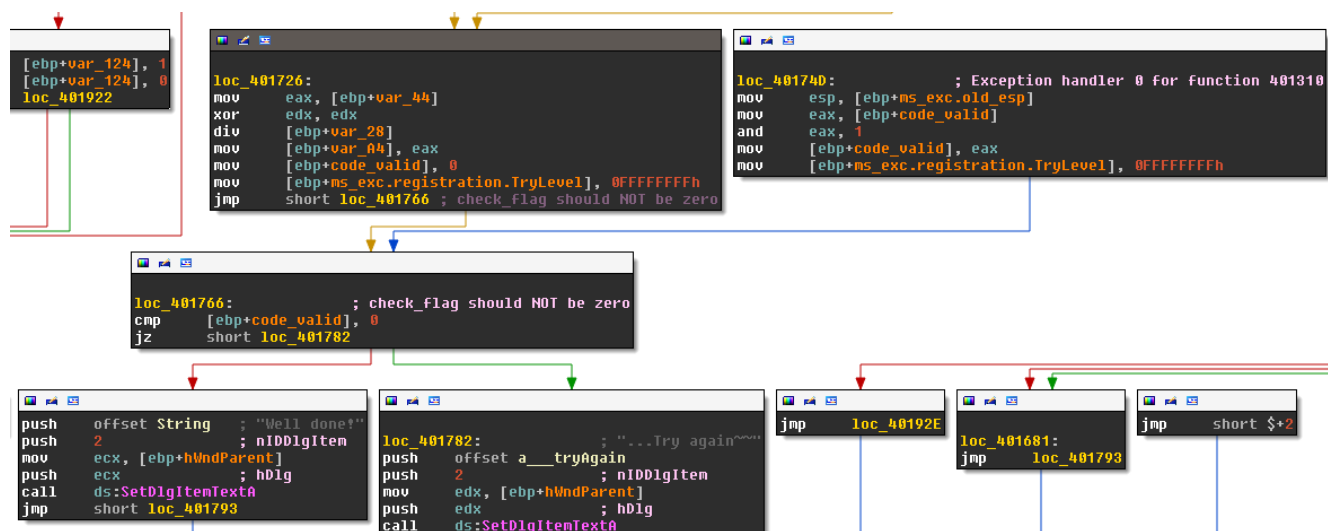 [ebp+var_124], 1
[ebp+var_124], 0
loc_401922
loc_401726:
mov eax, [ebp+var_44]
xor edx, edx
div [ebp+var_28]
mov [ebp+var_A4], eax
mov [ebp+code_valid], 0
mov [ebp+ms_exc.registration.TryLevel], 0FFFFFFFFh
jmp short loc_401766 ; check_flag should NOT be zero
loc_40174D: ; Exception handler 0 for function 401310
mov esp, [ebp+ms_exc.old_esp]
mov eax, [ebp+code_valid]
and eax, 1
mov [ebp+code_valid], eax
mov [ebp+ms_exc.registration.TryLevel], 0FFFFFFFFh
loc_401766: ; check_flag should NOT be zero
cmp [ebp+code_valid], 0
jz short loc_401782
push offset String ; "Well done!"
push 2 ; nIDDlgItem
mov ecx, [ebp+hWndParent]
push ecx ; hDlg
call ds:SetDlgItemTextA
jmp short loc_401793
loc_401782: ; "...Try again~~"
push offset a___tryAgain
push 2 ; nIDDlgItem
mov edx, [ebp+hWndParent]
push edx ; hDlg
call ds:SetDlgItemTextA
jmp loc_40192E
loc_401681:
jmp loc_401793
jmp short $+2